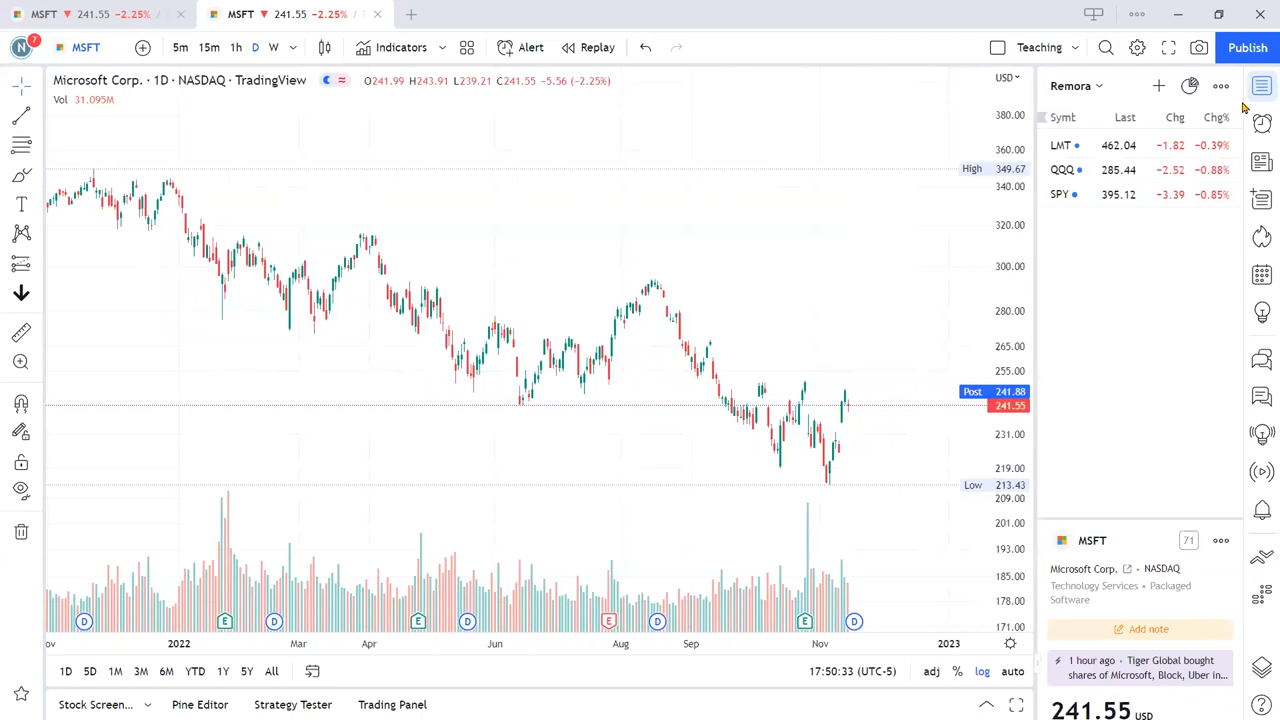 MSFT ▼ 241.55 −2.25% /
MSFT ▼ 241.55 −2.25% / T
N 7 MSFT 5m 15m 1h D W Indicators Alert Replay Teaching Publish
Microsoft Corp. · 1D · NASDAQ · TradingView O241.99 H243.91 L239.21 C241.55 −5.56 (−2.25%)
Vol 31.095M
USD
380.00
360.00
High 349.67
340.00
320.00
300.00
280.00
265.00
255.00
Post 241.88
241.55
231.00
219.00
Low 213.43
209.00
201.00
193.00
185.00
178.00
171.00
D E D E D E D E D
ov 2022 Mar Apr Jun Aug Sep Nov 2023
1D 5D 1M 3M 6M YTD 1Y 5Y All 17:50:33 (UTC-5) adj % log auto
Stock Screen... Pine Editor Strategy Tester Trading Panel
Remora
Symt Last Chg Chg%
LMT 462.04 −1.82 −0.39%
QQQ 285.44 −2.52 −0.88%
SPY 395.12 −3.39 −0.85%
MSFT 71
Microsoft Corp. · NASDAQ
Technology Services · Packaged
Software
Add note
1 hour ago · Tiger Global bought
shares of Microsoft, Block, Uber in...
241.55 USD